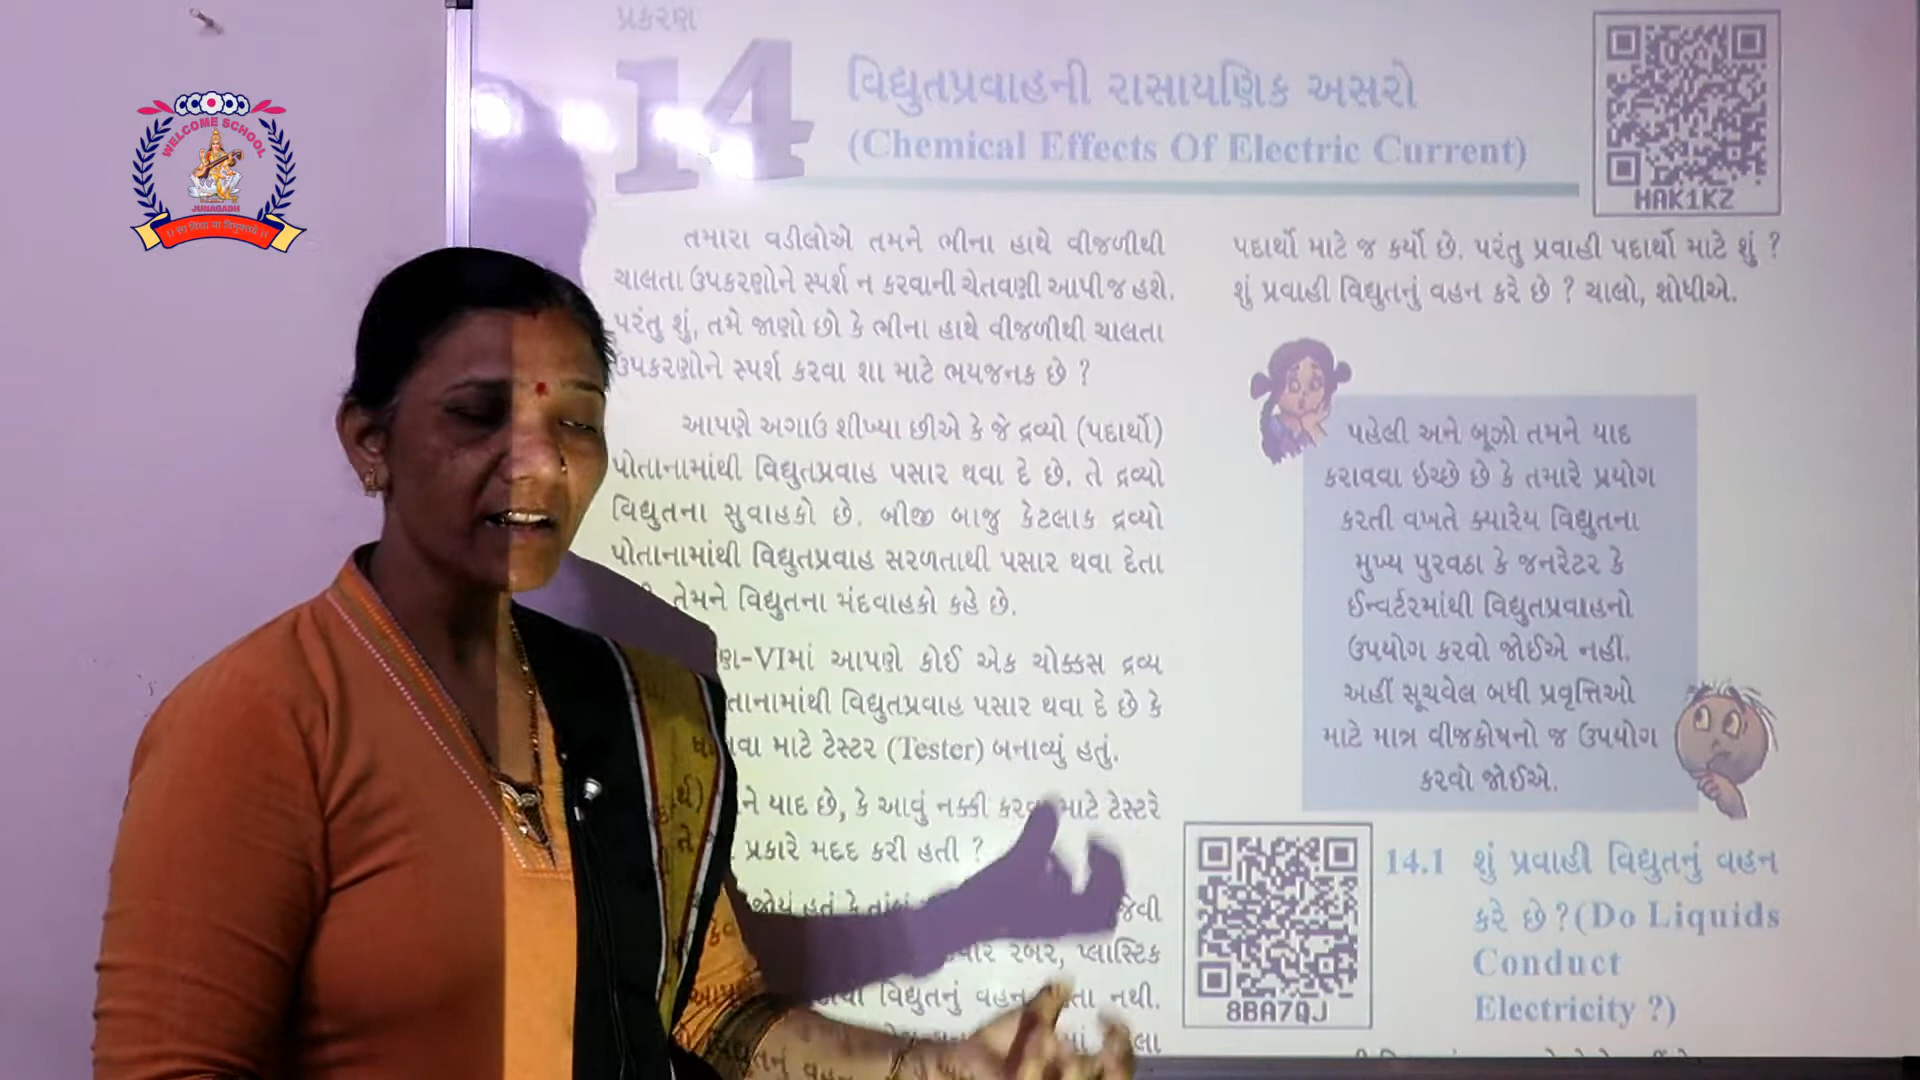 WELCOME SCHOOL
JUNAGADH
।। सा विद्या या विमुक्तये ।।
પ્રકરણ
14
વિદ્યુતપ્રવાહની રાસાયણિક અસરો
(Chemical Effects Of Electric Current)
HAK1KZ
તમારા વડીલોએ તમને ભીના હાથે વીજળીથી
ચાલતા ઉપકરણોને સ્પર્શ ન કરવાની ચેતવણી આપી જ હશે.
પરંતુ શું, તમે જાણો છો કે ભીના હાથે વીજળીથી ચાલતા
ઉપકરણોને સ્પર્શ કરવા શા માટે ભયજનક છે ?
આપણે અગાઉ શીખ્યા છીએ કે જે દ્રવ્યો (પદાર્થો)
પોતાનામાંથી વિદ્યુતપ્રવાહ પસાર થવા દે છે. તે દ્રવ્યો
વિદ્યુતના સુવાહકો છે. બીજી બાજુ કેટલાક દ્રવ્યો
પોતાનામાંથી વિદ્યુતપ્રવાહ સરળતાથી પસાર થવા દેતા
તેમને વિદ્યુતના મંદવાહકો કહે છે.
-VIમાં આપણે કોઈ એક ચોક્કસ દ્રવ્ય
વિદ્યુતપ્રવાહ પસાર થવા દે છે કે
માટે ટેસ્ટર (Tester) બનાવ્યું હતું.
યાદ છે, કે આવું નક્કી કરવા માટે ટેસ્ટરે
પ્રકારે મદદ કરી હતી ?
જોયું હતું કે તાંબું જેવી
રબર, પ્લાસ્ટિક
વિદ્યુતનું વહન નથી.
પદાર્થો માટે જ કર્યો છે. પરંતુ પ્રવાહી પદાર્થો માટે શું ?
શું પ્રવાહી વિદ્યુતનું વહન કરે છે ? ચાલો, શોધીએ.
પહેલી અને બૂઝો તમને યાદ
કરાવવા ઇચ્છે છે કે તમારે પ્રયોગ
કરતી વખતે ક્યારેય વિદ્યુતના
મુખ્ય પુરવઠા કે જનરેટર કે
ઈન્વર્ટરમાંથી વિદ્યુતપ્રવાહનો
ઉપયોગ કરવો જોઈએ નહીં.
અહીં સૂચવેલ બધી પ્રવૃત્તિઓ
માટે માત્ર વીજકોષનો જ ઉપયોગ
કરવો જોઈએ.
8BA7QJ
14.1 શું પ્રવાહી વિદ્યુતનું વહન
કરે છે ? (Do Liquids
Conduct
Electricity ?)